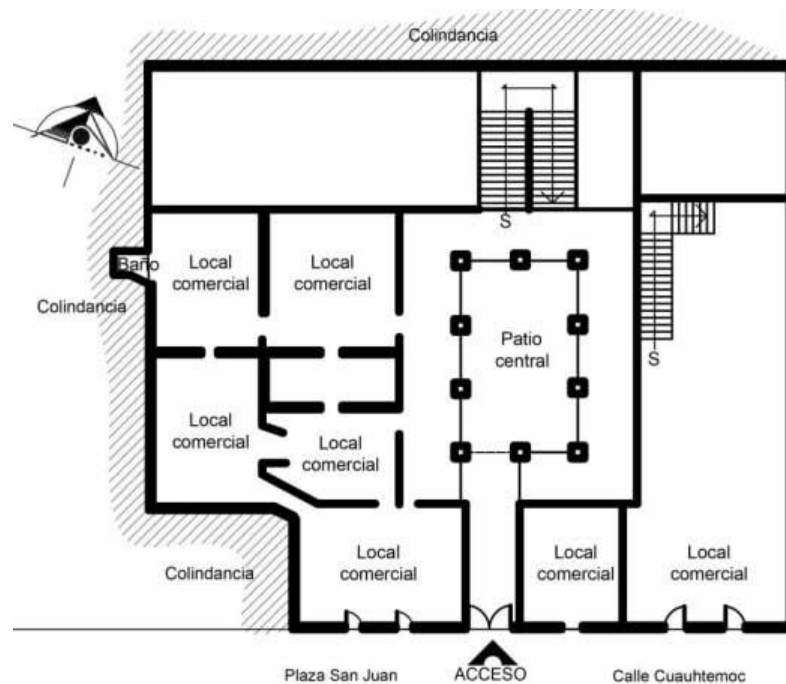 Colindancia
S
Baño
Local
comercial
Local
comercial
Colindancia
Patio
central
S
Local
comercial
Local
comercial
Local
comercial
Local
comercial
Local
comercial
Colindancia
Plaza San Juan
ACCESO
Calle Cuauhtemoc